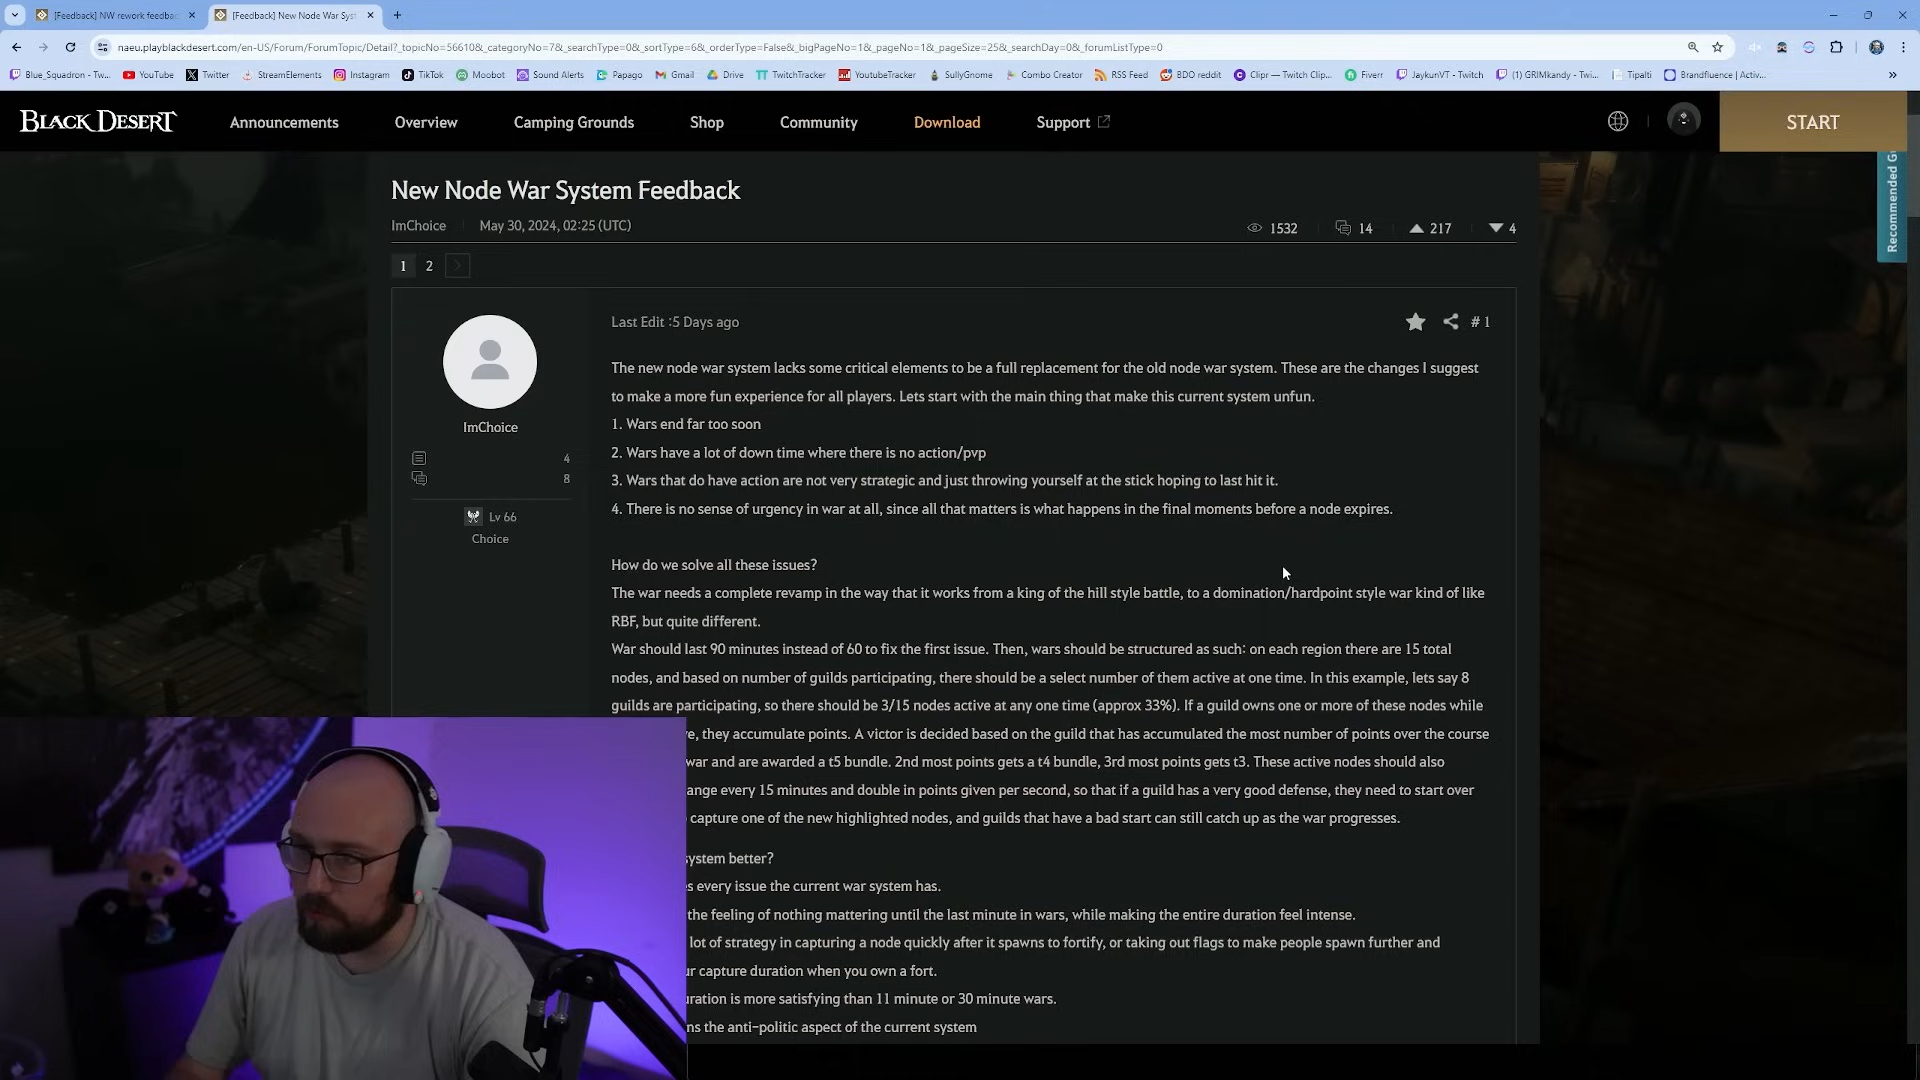 [Feedback] NW rework feedbac
[Feedback] New Node War Syst
naeu.playblackdesert.com/en-US/Forum/ForumTopic/Detail?_topicNo=56610&_categoryNo=7&_searchType=0&_sortType=6&_orderType=False&_bigPageNo=1&_pageNo=1&_pageSize=25&_searchDay=0&_forumListType=0
Blue_Squadron - Tw...
YouTube
Twitter
StreamElements
Instagram
TikTok
Moobot
Sound Alerts
Papago
Gmail
Drive
TwitchTracker
YoutubeTracker
SullyGnome
Combo Creator
RSS Feed
BDO reddit
Clipr — Twitch Clip...
Fiverr
JaykunVT - Twitch
(1) GRIMkandy - Twi...
Tipalti
Brandfluence | Activ...
BLACK DESERT
Announcements
Overview
Camping Grounds
Shop
Community
Download
Support
START
Recommended G
New Node War System Feedback
ImChoice
May 30, 2024, 02:25 (UTC)
1532
14
217
4
1
2
Last Edit :5 Days ago
# 1
ImChoice
4
8
Lv 66
Choice
The new node war system lacks some critical elements to be a full replacement for the old node war system. These are the changes I suggest
to make a more fun experience for all players. Lets start with the main thing that make this current system unfun.
1. Wars end far too soon
2. Wars have a lot of down time where there is no action/pvp
3. Wars that do have action are not very strategic and just throwing yourself at the stick hoping to last hit it.
4. There is no sense of urgency in war at all, since all that matters is what happens in the final moments before a node expires.
How do we solve all these issues?
The war needs a complete revamp in the way that it works from a king of the hill style battle, to a domination/hardpoint style war kind of like
RBF, but quite different.
War should last 90 minutes instead of 60 to fix the first issue. Then, wars should be structured as such: on each region there are 15 total
nodes, and based on number of guilds participating, there should be a select number of them active at one time. In this example, lets say 8
guilds are participating, so there should be 3/15 nodes active at any one time (approx 33%). If a guild owns one or more of these nodes while
e, they accumulate points. A victor is decided based on the guild that has accumulated the most number of points over the course
war and are awarded a t5 bundle. 2nd most points gets a t4 bundle, 3rd most points gets t3. These active nodes should also
ange every 15 minutes and double in points given per second, so that if a guild has a very good defense, they need to start over
capture one of the new highlighted nodes, and guilds that have a bad start can still catch up as the war progresses.
system better?
s every issue the current war system has.
the feeling of nothing mattering until the last minute in wars, while making the entire duration feel intense.
lot of strategy in capturing a node quickly after it spawns to fortify, or taking out flags to make people spawn further and
ur capture duration when you own a fort.
uration is more satisfying than 11 minute or 30 minute wars.
ns the anti-politic aspect of the current system